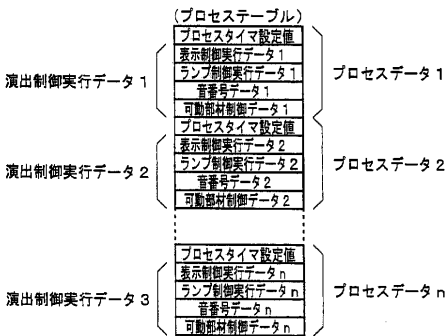 (プロセステーブル)
プロセスタイマ設定値
表示制御実行データ1
ランプ制御実行データ1
音番号データ1
可動部材制御データ1
演出制御実行データ1
プロセスデータ1
プロセスタイマ設定値
表示制御実行データ2
ランプ制御実行データ2
音番号データ2
可動部材制御データ2
演出制御実行データ2
プロセスデータ2
プロセスタイマ設定値
表示制御実行データn
ランプ制御実行データn
音番号データn
可動部材制御データn
演出制御実行データ3
プロセスデータn